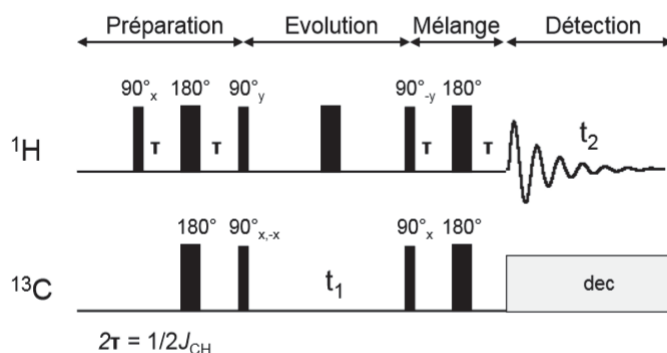 Préparation Evolution Mélange Détection
90°x 180° 90°y 90°-y 180°
¹H τ τ τ τ t₂
180° 90°x,-x 90°x 180°
¹³C t₁ dec
2τ = 1/2J_CH